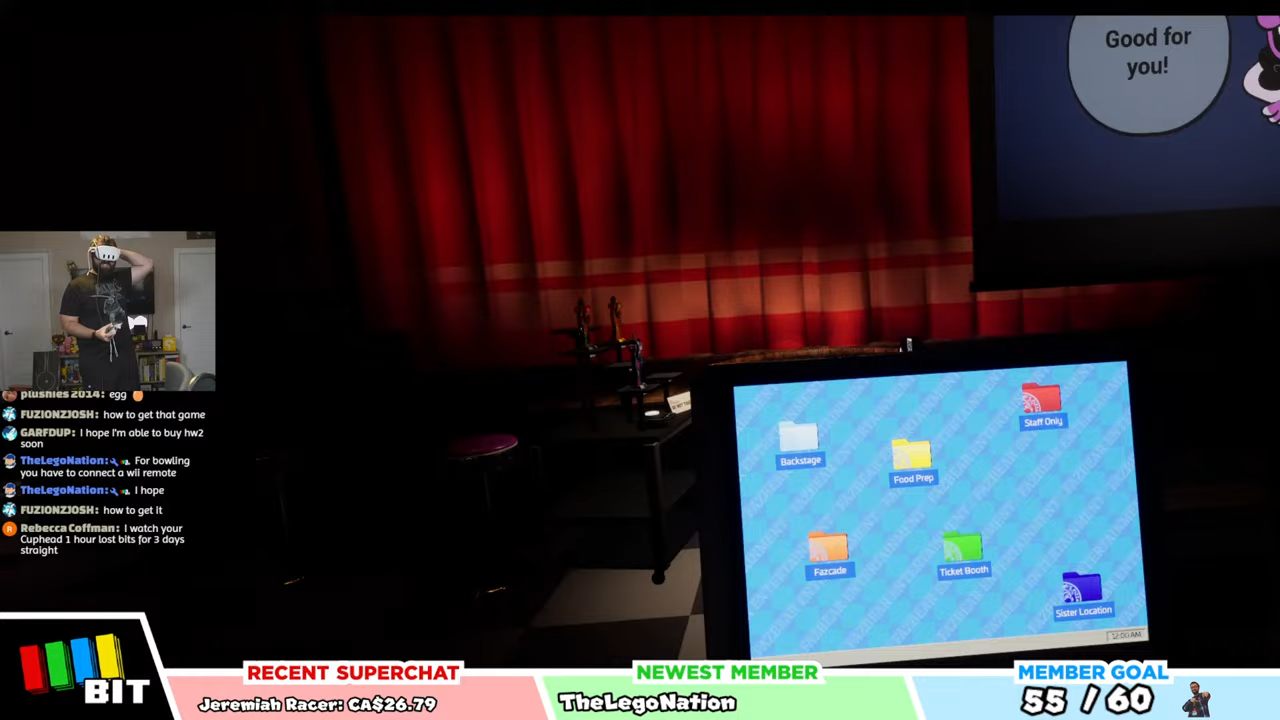 Good for
you!
Staff Only
Backstage
Food Prep
Fazcade
Ticket Booth
Sister Location
12:00 AM
plushies 2014: egg
FUZIONZJOSH: how to get that game
GARFDUP: I hope I'm able to buy hw2
soon
TheLegoNation: For bowling
you have to connect a wii remote
TheLegoNation: I hope
FUZIONZJOSH: how to get it
Rebecca Coffman: I watch your
Cuphead 1 hour lost bits for 3 days
straight
BIT
RECENT SUPERCHAT
Jeremiah Racer: CA$26.79
NEWEST MEMBER
TheLegoNation
MEMBER GOAL
55 / 60